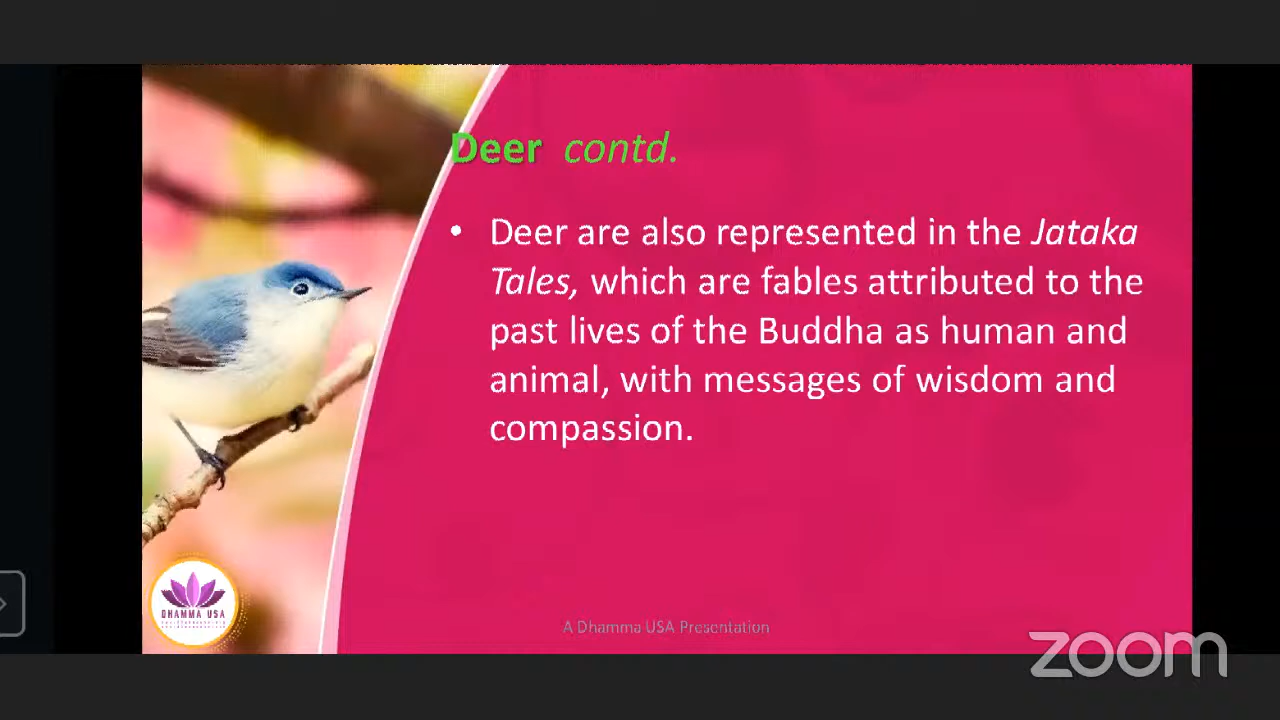 Deer contd.
• Deer are also represented in the Jataka
Tales, which are fables attributed to the
past lives of the Buddha as human and
animal, with messages of wisdom and
compassion.
DHAMMA USA
A Dhamma USA Presentation
zoom